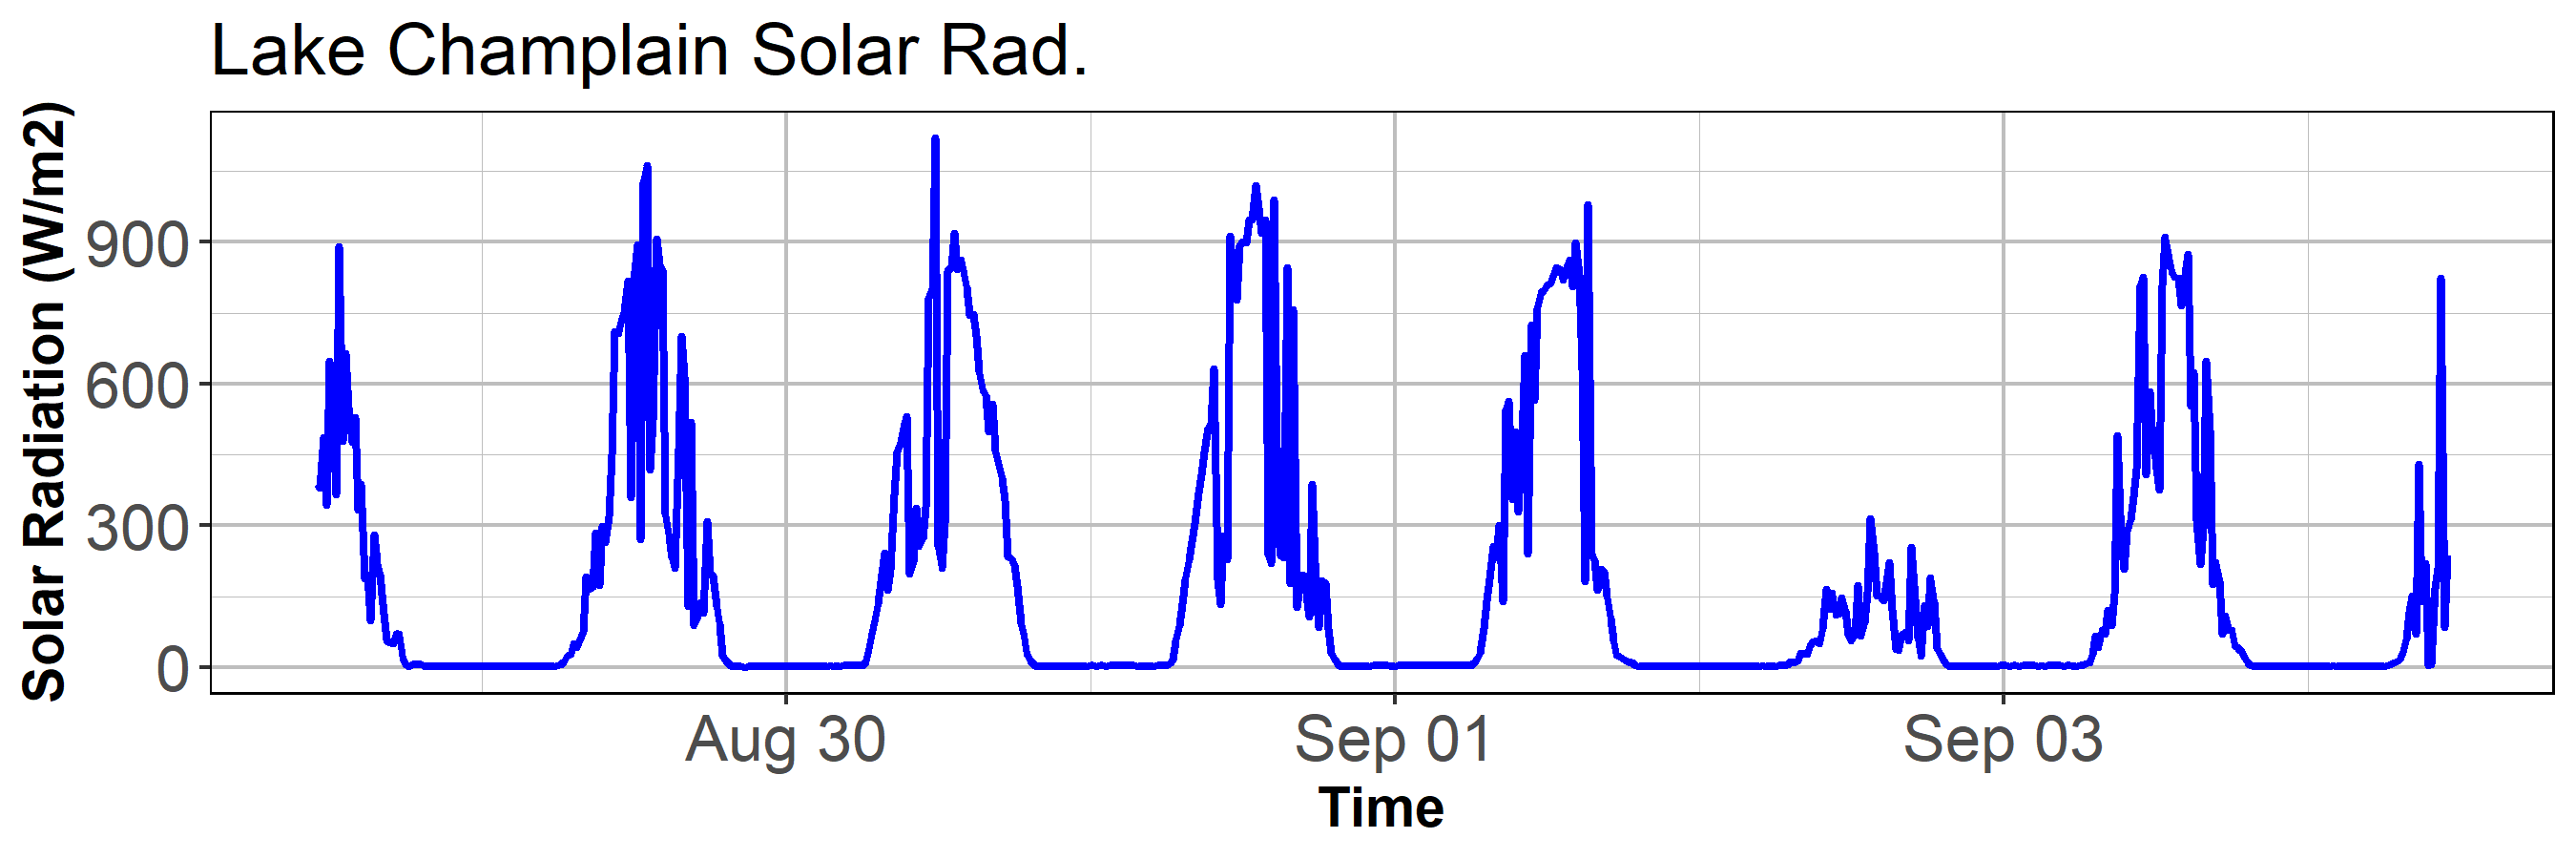 Lake Champlain Solar Rad.
Solar Radiation (W/m2)
900
600
300
0
Aug 30 Sep 01 Sep 03
Time